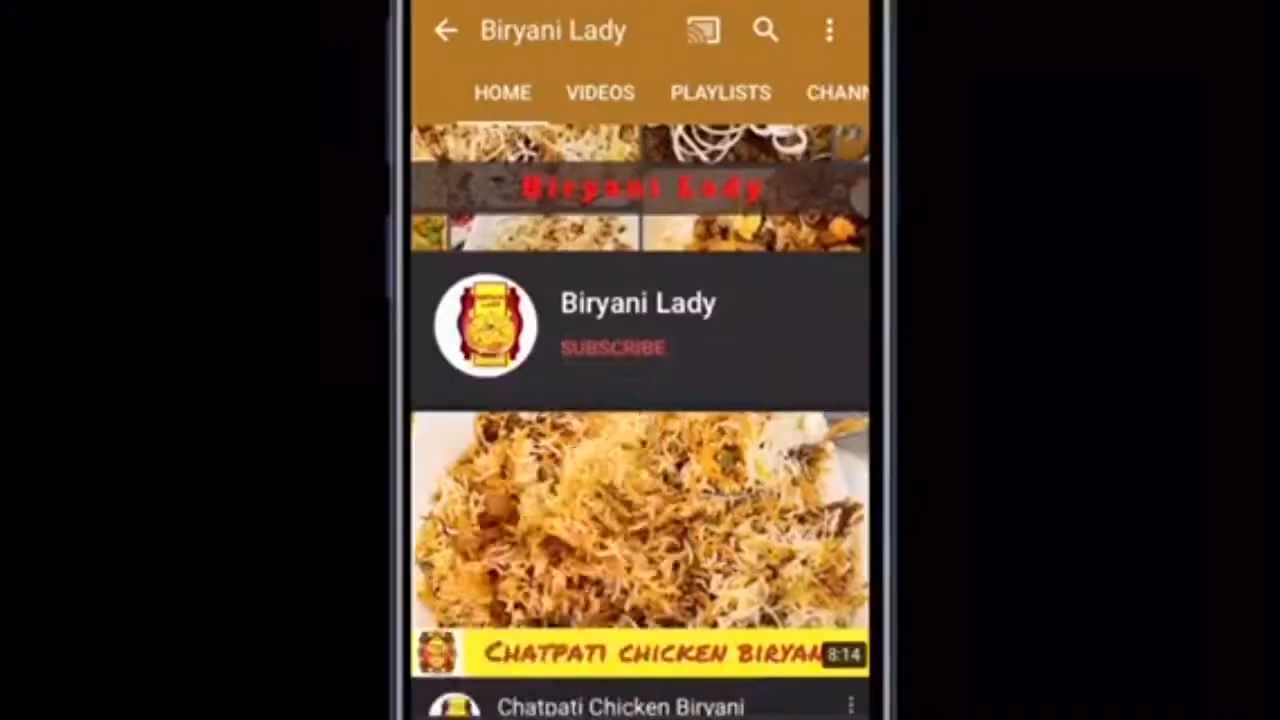 Biryani Lady
HOME VIDEOS PLAYLISTS CHANN
Biryani Lady
Biryani Lady
SUBSCRIBE
CHATPATI CHICKEN BIRYAN
8:14
Chatpati Chicken Biryani